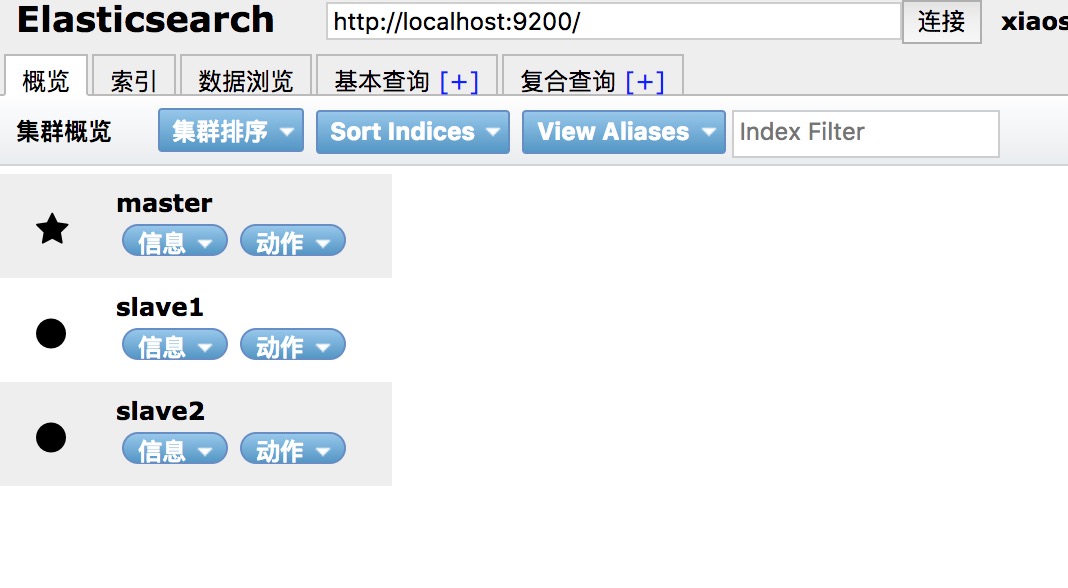 Elasticsearch http://localhost:9200/ 连接 xiaos
概览 索引 数据浏览 基本查询 [+] 复合查询 [+]
集群概览 集群排序 Sort Indices View Aliases Index Filter
master
信息 动作
slave1
信息 动作
slave2
信息 动作